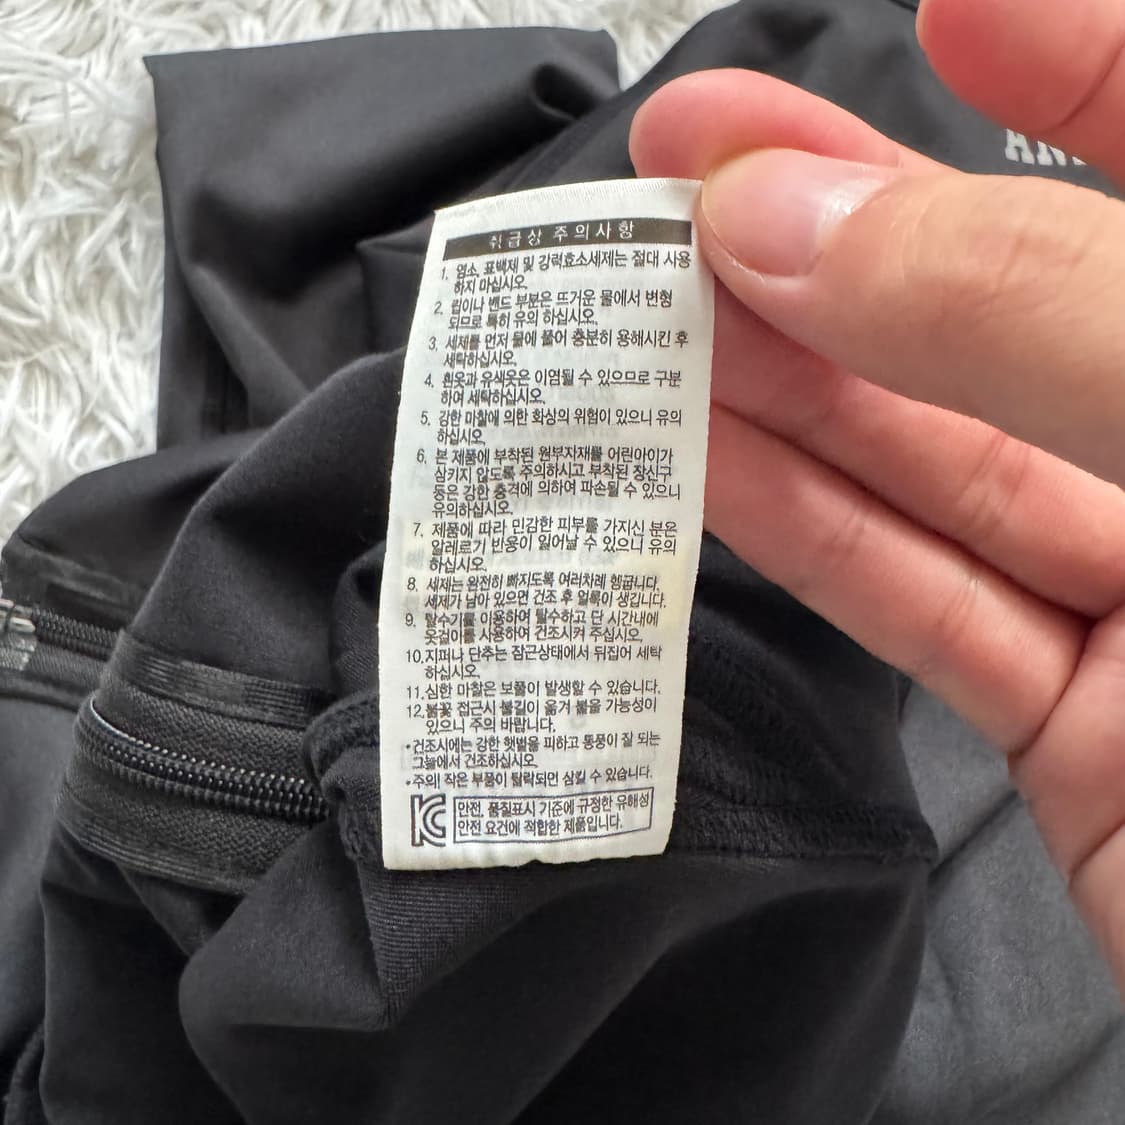 취급상 주의사항
1. 염소, 표백제 및 강력효소세제는 절대 사용
하지 마십시오.
2. 립이나 밴드 부분은 뜨거운 물에서 변형
되므로 특히 유의 하십시오.
3. 세제를 먼저 물에 풀어 충분히 용해시킨 후
세탁하십시오.
4. 흰옷과 유색옷은 이염될 수 있으므로 구분
하여 세탁하십시오.
5. 강한 마찰에 의한 화상의 위험이 있으니 유의
하십시오.
6. 본 제품에 부착된 원부자재를 어린아이가
삼키지 않도록 주의하시고 부착된 장신구
등은 강한 충격에 의하여 파손될 수 있으니
유의하십시오.
7. 제품에 따라 민감한 피부를 가지신 분은
알레르기 반응이 일어날 수 있으니 유의
하십시오.
8. 세제는 완전히 빠지도록 여러차례 헹굽니다.
세제가 남아 있으면 건조 후 얼룩이 생깁니다.
9. 탈수기를 이용하여 탈수하고 단 시간내에
옷걸이를 사용하여 건조시켜 주십시오.
10.지퍼나 단추는 잠근상태에서 뒤집어 세탁
하십시오.
11.심한 마찰은 보풀이 발생할 수 있습니다.
12.불꽃 접근시 불길이 옮겨 붙을 가능성이
있으니 주의 바랍니다.
•건조시에는 강한 햇볕을 피하고 통풍이 잘 되는
그늘에서 건조하십시오.
•주의! 작은 부품이 탈락되면 삼킬 수 있습니다.
KC 안전, 품질표시 기준에 규정한 유해성
안전 요건에 적합한 제품입니다.